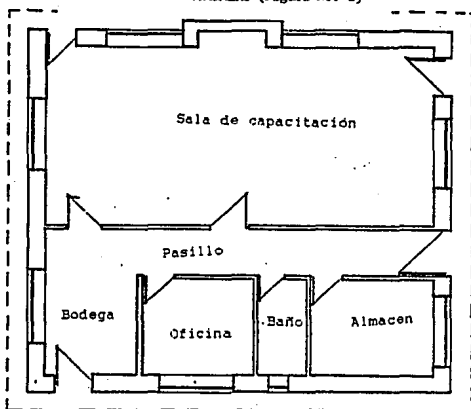 Sala de capacitación
Pasillo
Bodega
Oficina
Baño
Almacen